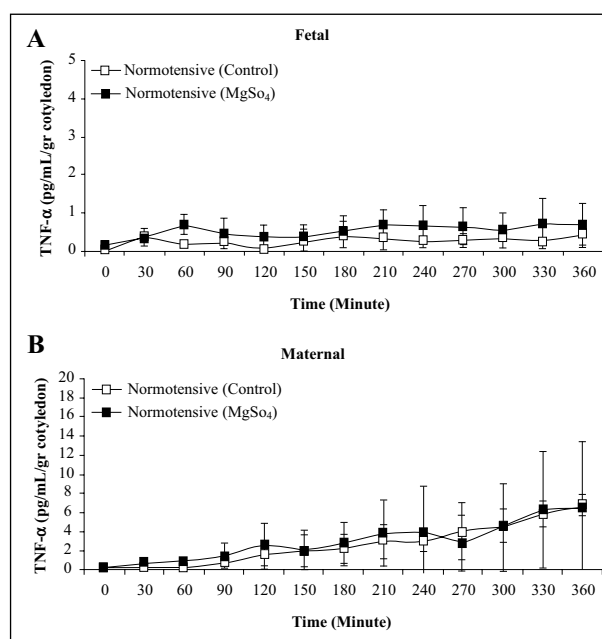 A
Fetal
TNF-α (pg/mL/gr cotyledon)
5
4
3
2
1
0
Normotensive (Control)
Normotensive (MgSo₄)
0 30 60 90 120 150 180 210 240 270 300 330 360
Time (Minute)
B
Maternal
TNF-α (pg/mL/gr cotyledon)
20
18
16
14
12
10
8
6
4
2
0
Normotensive (Control)
Normotensive (MgSo₄)
0 30 60 90 120 150 180 210 240 270 300 330 360
Time (Minute)